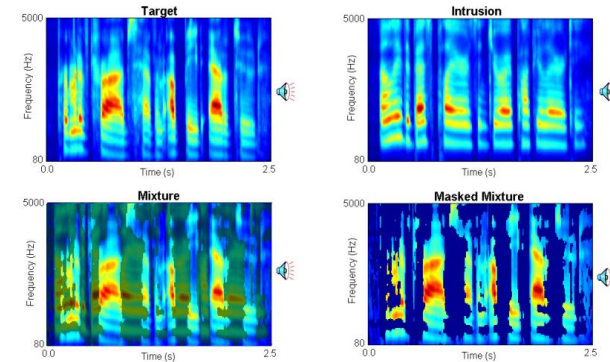 Target
5000
Frequency (Hz)
80
0.0
Time (s)
2.5
Intrusion
5000
Frequency (Hz)
80
0.0
Time (s)
2.5
Mixture
5000
Frequency (Hz)
80
0.0
Time (s)
2.5
Masked Mixture
5000
Frequency (Hz)
80
0.0
Time (s)
2.5